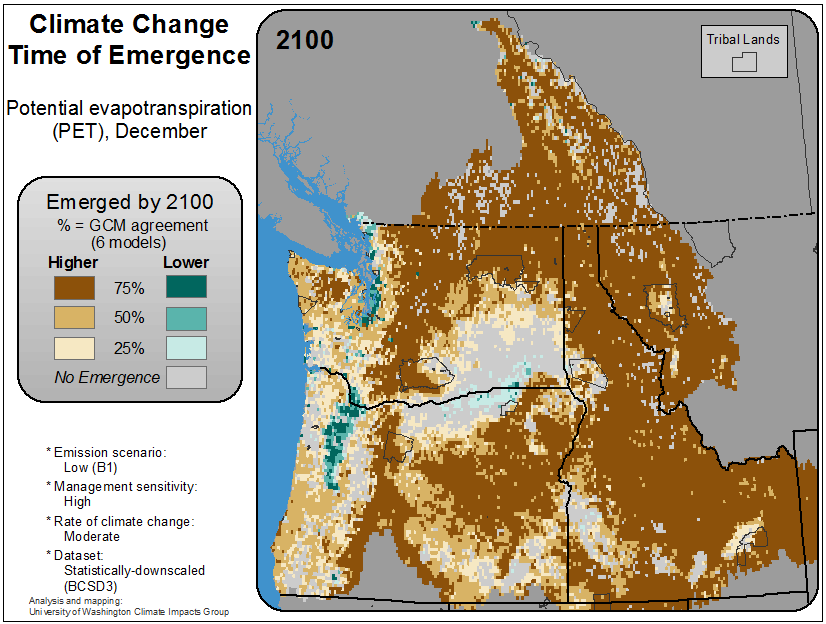 Climate Change
Time of Emergence
Potential evapotranspiration
(PET), December
Emerged by 2100
% = GCM agreement
(6 models)
Higher Lower
75%
50%
25%
No Emergence
* Emission scenario:
Low (B1)
* Management sensitivity:
High
* Rate of climate change:
Moderate
* Dataset:
Statistically-downscaled
(BCSD3)
Analysis and mapping:
University of Washington Climate Impacts Group
2100
Tribal Lands